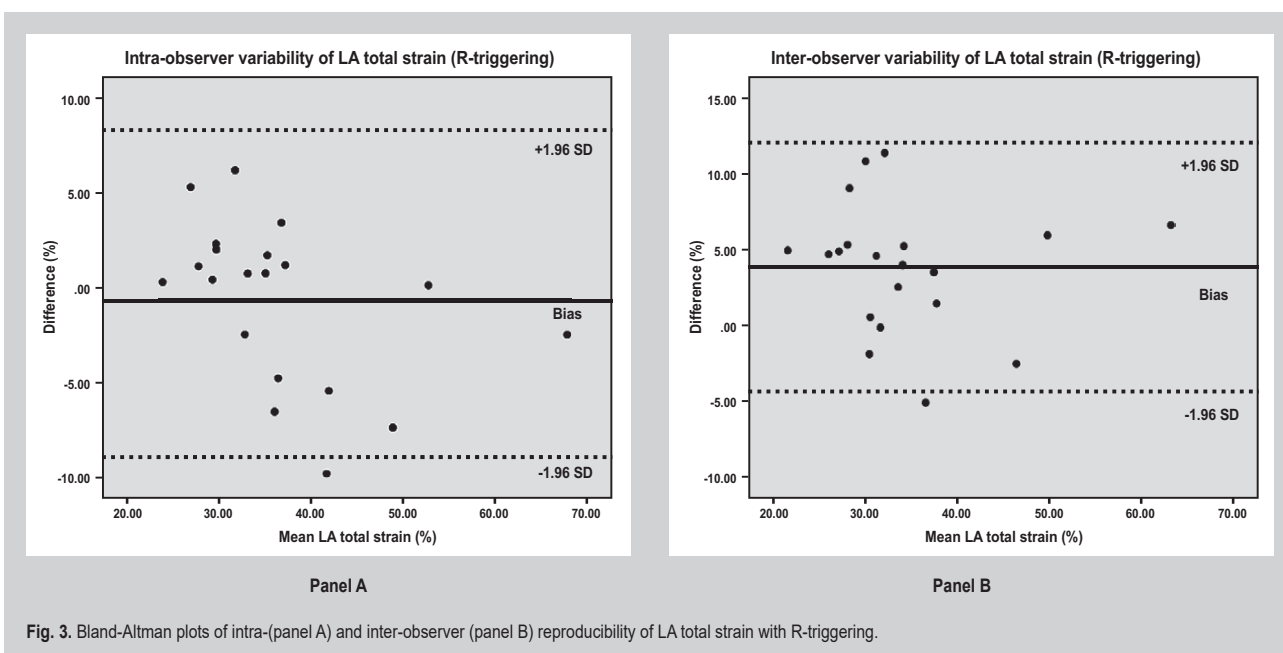 Intra-observer variability of LA total strain (R-triggering)
10.00
5.00
.00
-5.00
-10.00
Difference (%)
+1.96 SD
Bias
-1.96 SD
20.00 30.00 40.00 50.00 60.00 70.00
Mean LA total strain (%)
Panel A
Inter-observer variability of LA total strain (R-triggering)
15.00
10.00
5.00
.00
-5.00
-10.00
Difference (%)
+1.96 SD
Bias
-1.96 SD
20.00 30.00 40.00 50.00 60.00 70.00
Mean LA total strain (%)
Panel B
Fig. 3. Bland-Altman plots of intra-(panel A) and inter-observer (panel B) reproducibility of LA total strain with R-triggering.